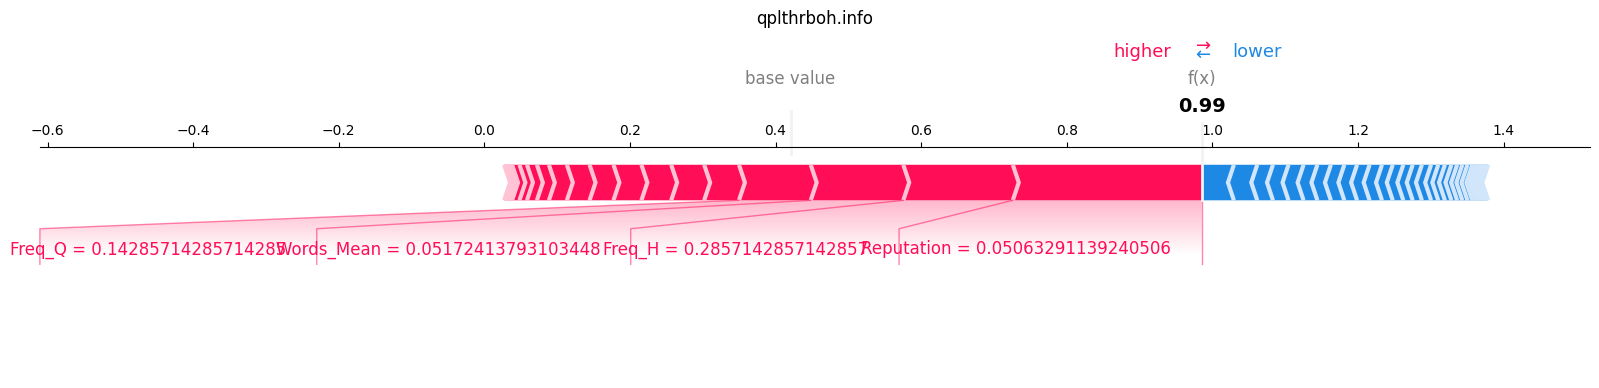 qplthrboh.info
higher ⇄ lower
base value f(x)
0.99
−0.6 −0.4 −0.2 0.0 0.2 0.4 0.6 0.8 1.0 1.2 1.4
Freq_Q = 0.14285714285714285 Words_Mean = 0.05172413793103448 Freq_H = 0.2857142857142857 Reputation = 0.05063291139240506